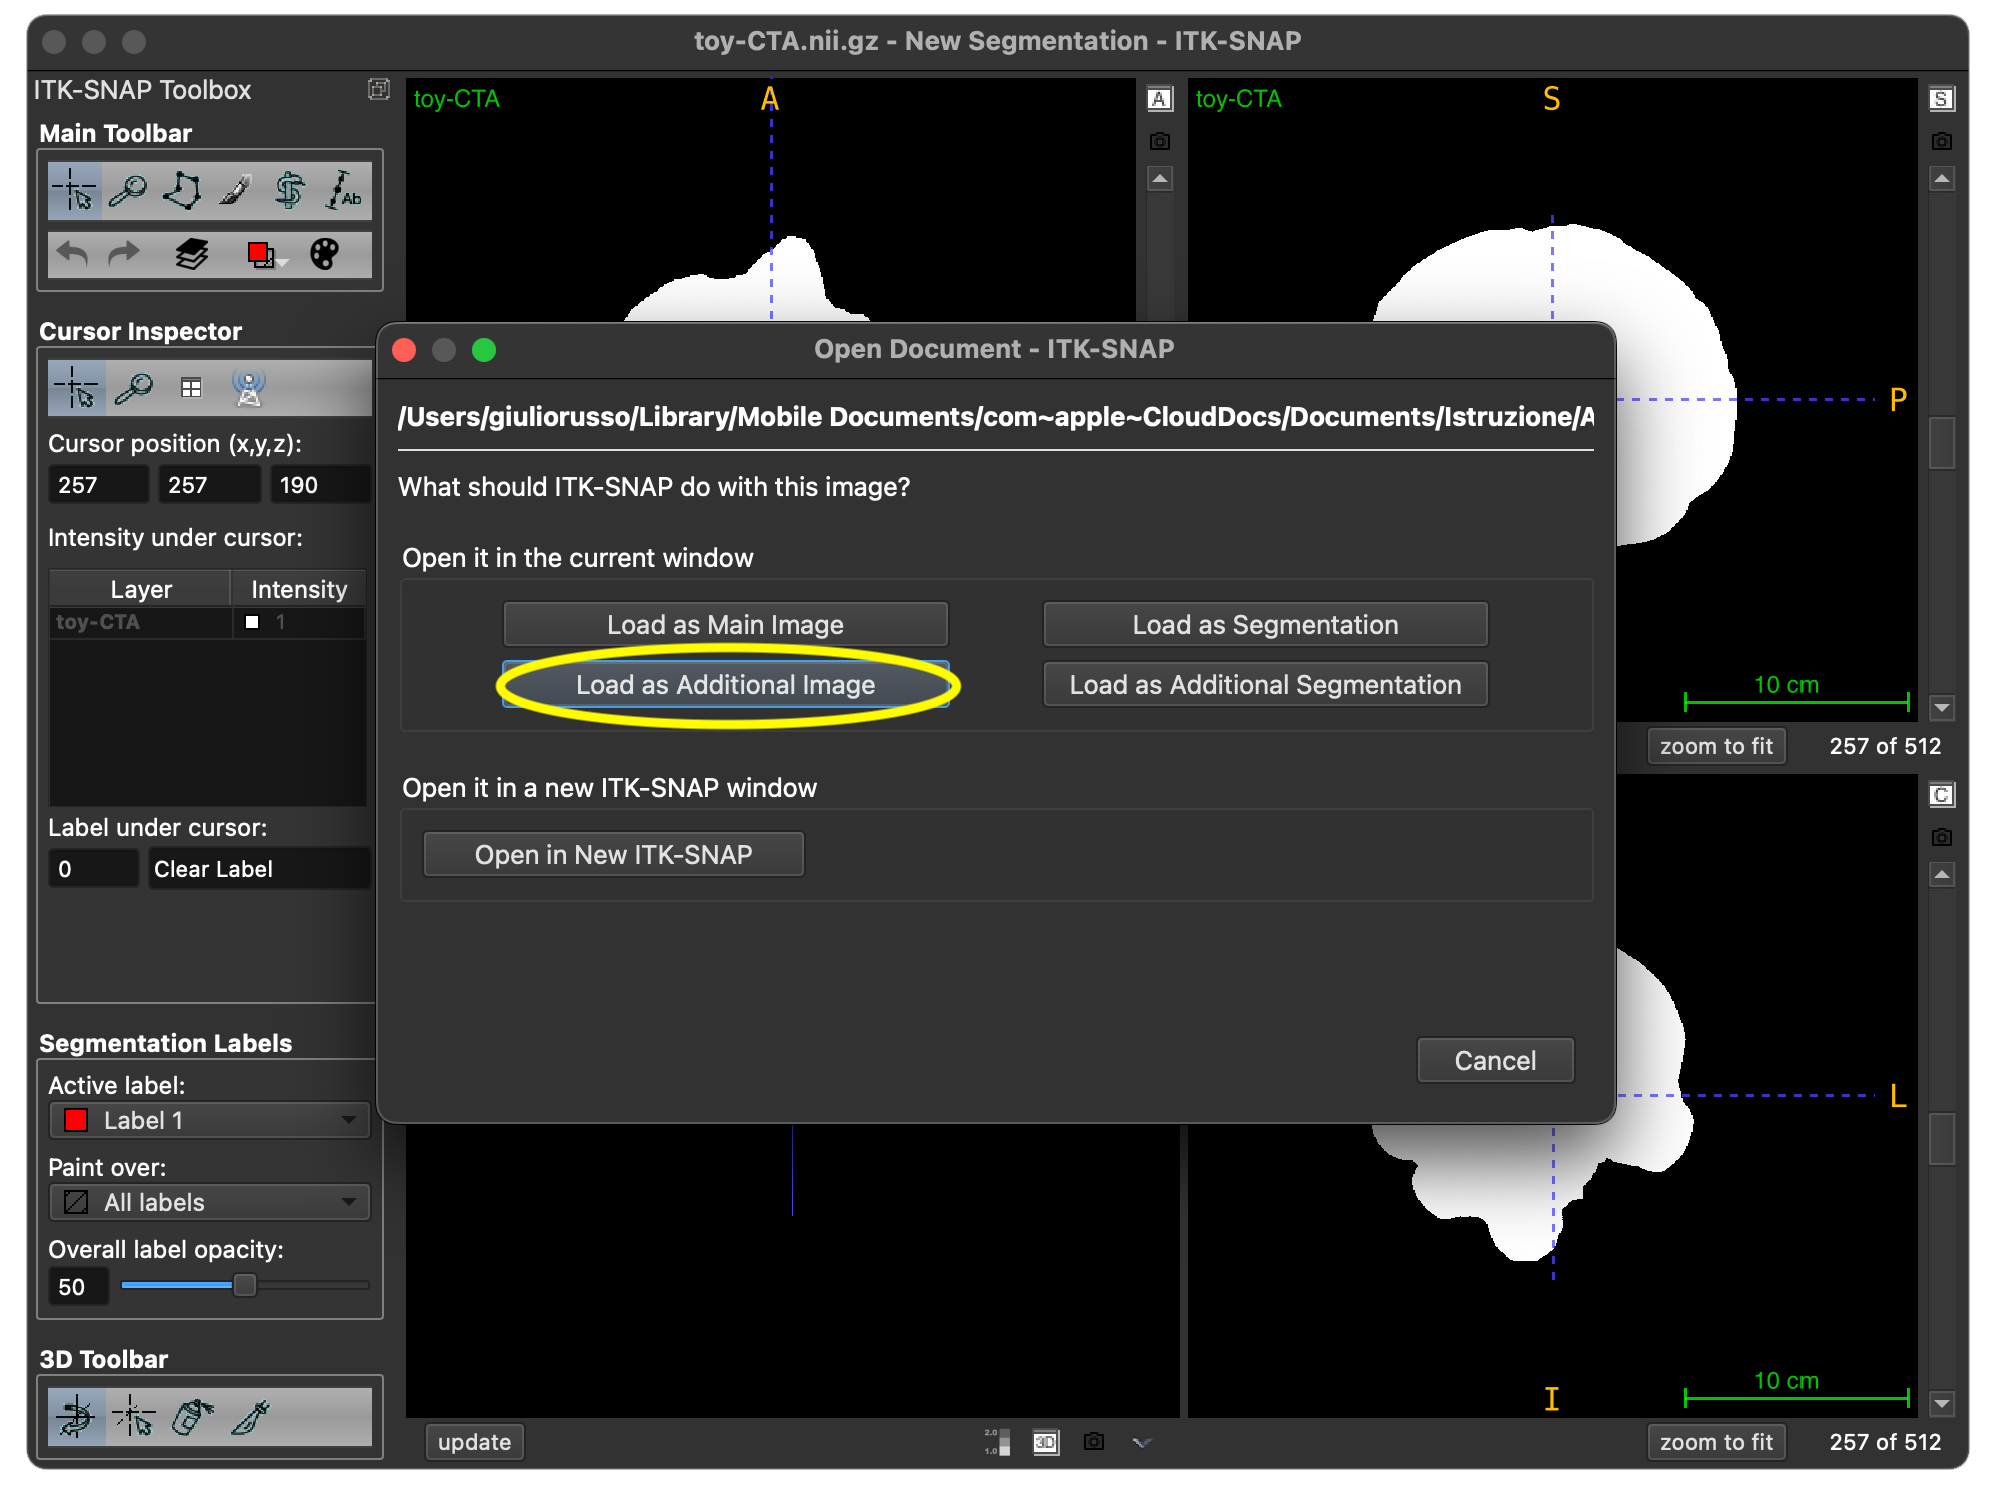 toy-CTA.nii.gz - New Segmentation - ITK-SNAP
ITK-SNAP Toolbox
Main Toolbar
Ab
Cursor Inspector
Cursor position (x,y,z):
257 257 190
Intensity under cursor:
Layer Intensity
toy-CTA 1
Label under cursor:
0 Clear Label
Segmentation Labels
Active label:
Label 1
Paint over:
All labels
Overall label opacity:
50
3D Toolbar
toy-CTA
A
A
toy-CTA
S
S
P
10 cm
zoom to fit 257 of 512
Open Document - ITK-SNAP
/Users/giuliorusso/Library/Mobile Documents/com~apple~CloudDocs/Documents/Istruzione/A
What should ITK-SNAP do with this image?
Open it in the current window
Load as Main Image Load as Segmentation
Load as Additional Image Load as Additional Segmentation
Open it in a new ITK-SNAP window
Open in New ITK-SNAP
Cancel
C
L
I
10 cm
update
2.0
1.0
3D
zoom to fit 257 of 512